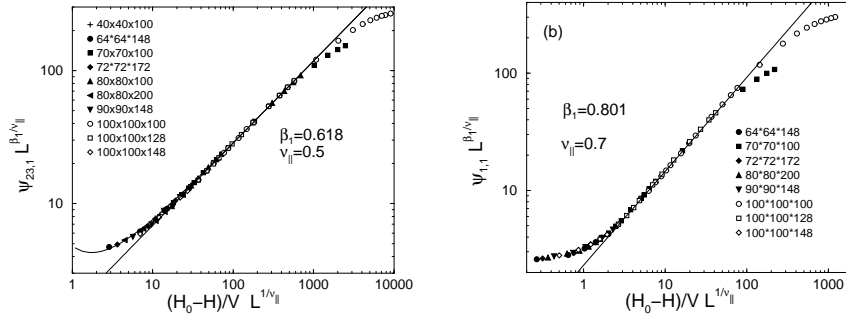 100
10
ψ23,1 L^β1/ν||
40x40x100
64*64*148
70x70x100
72*72*172
80x80x100
80x80x200
90x90x148
100x100x100
100x100x128
100x100x148
β1=0.618
ν||=0.5
1 10 100 1000 10000
(H0−H)/V L^1/ν||
(b)
100
10
ψ1,1 L^β1/ν||
β1=0.801
ν||=0.7
64*64*148
70*70*100
72*72*172
80*80*200
90*90*148
100*100*100
100*100*128
100*100*148
1 10 100 1000
(H0−H)/V L^1/ν||